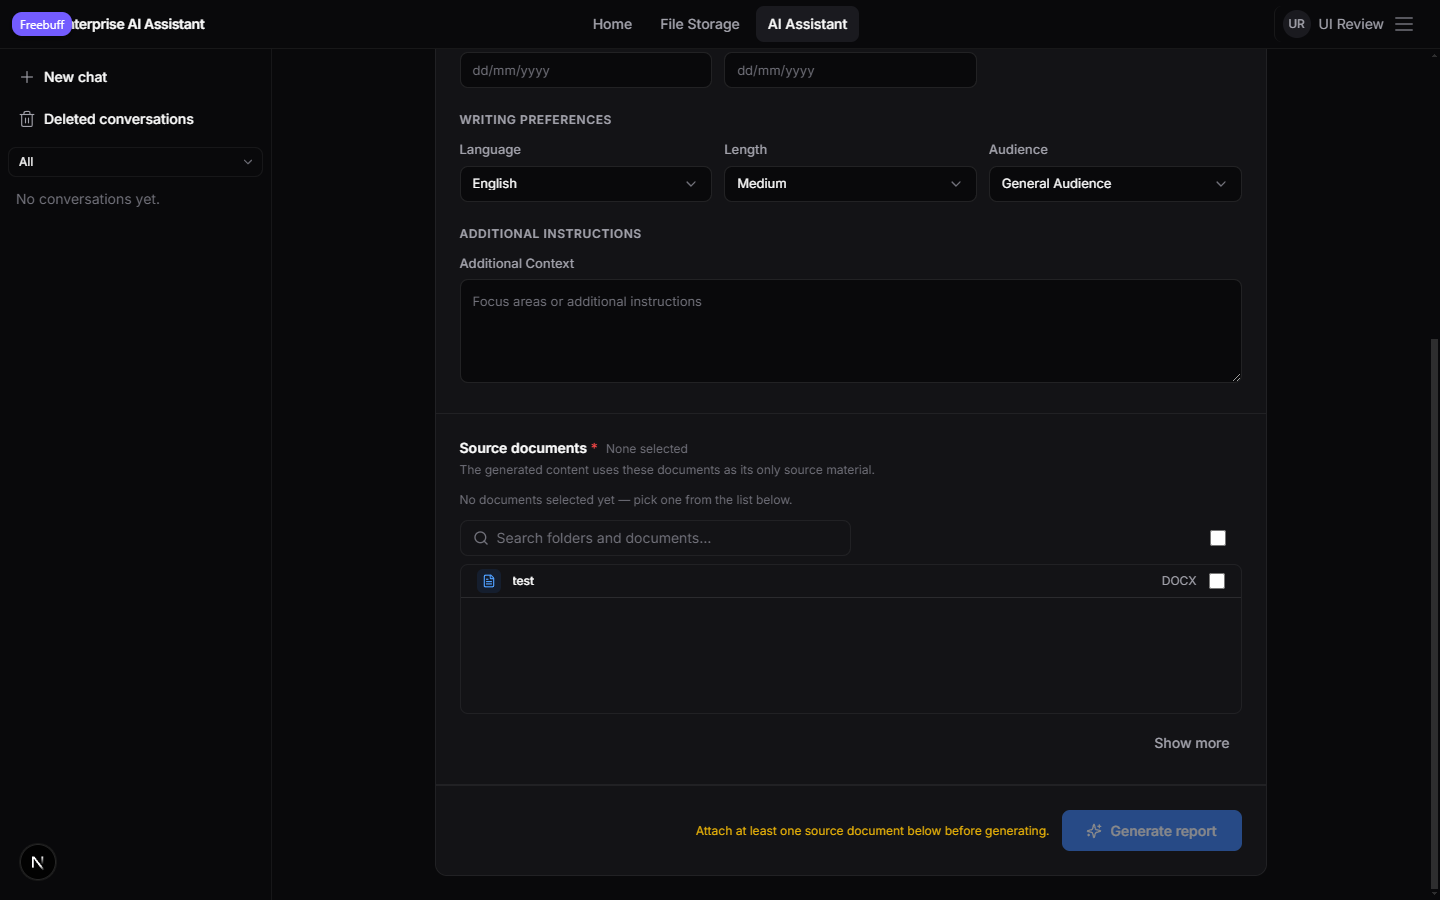 Freebuff
terprise AI Assistant
Home
File Storage
AI Assistant
UR
UI Review
New chat
Deleted conversations
All
No conversations yet.
dd/mm/yyyy
dd/mm/yyyy
WRITING PREFERENCES
Language
Length
Audience
English
Medium
General Audience
ADDITIONAL INSTRUCTIONS
Additional Context
Focus areas or additional instructions
Source documents * None selected
The generated content uses these documents as its only source material.
No documents selected yet — pick one from the list below.
Search folders and documents...
test
DOCX
Show more
Attach at least one source document below before generating.
Generate report
N